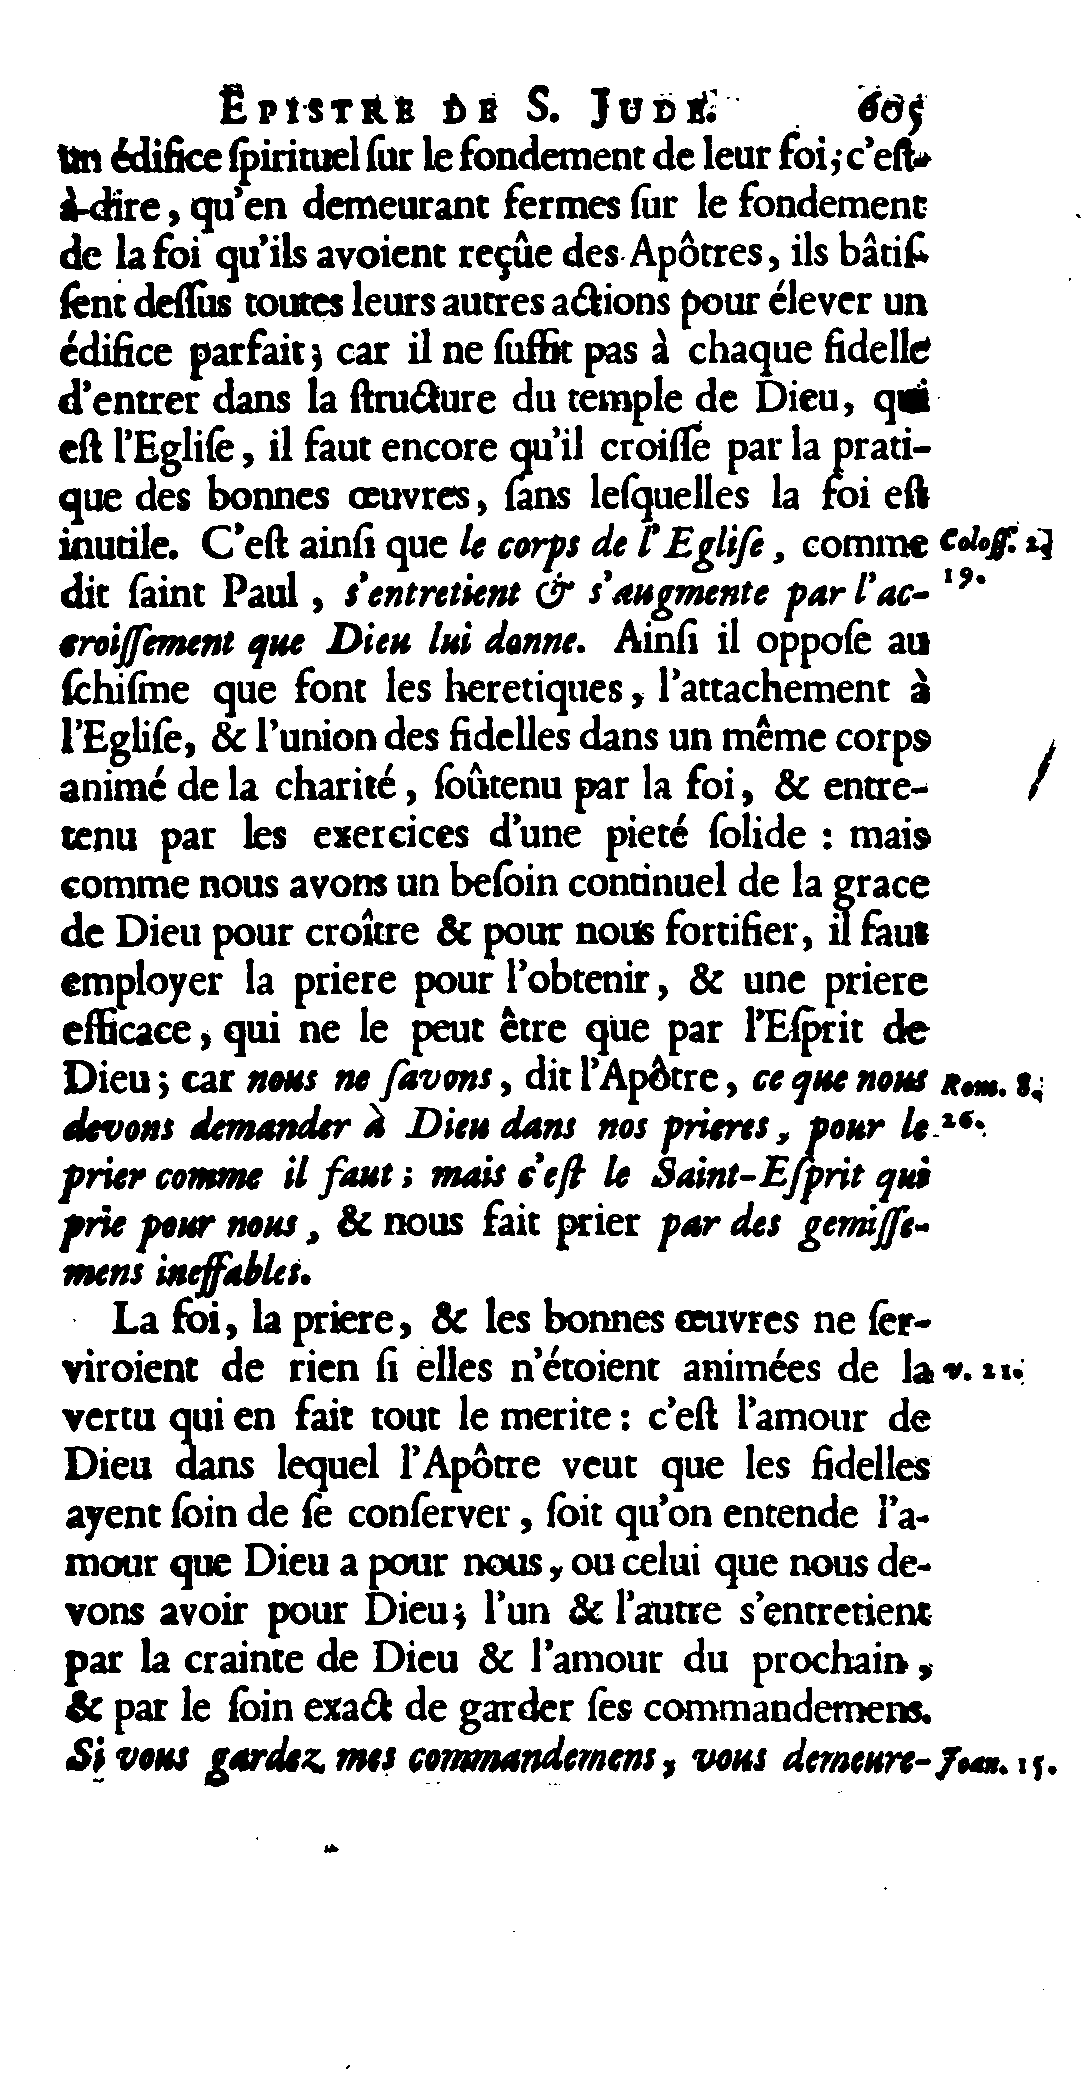 EPISTRE DE S. JUDE. 605
un édifice ſpirituel ſur le fondement de leur foi; c'eſt-
à-dire, qu'en demeurant fermes ſur le fondement
de la foi qu'ils avoient reçûe des Apôtres, ils bâtiſ-
ſent deſſus toutes leurs autres actions pour élever un
édifice parfait; car il ne ſuffit pas à chaque fidelle
d'entrer dans la ſtructure du temple de Dieu, qui
eſt l'Egliſe, il faut encore qu'il croiſſe par la prati-
que des bonnes œuvres, ſans leſquelles la foi eſt
inutile. C'eſt ainſi que le corps de l'Egliſe, comme Coloſſ. 2.
dit ſaint Paul, s'entretient & s'augmente par l'ac- 19.
croiſſement que Dieu lui donne. Ainſi il oppoſe au
ſchiſme que font les heretiques, l'attachement à
l'Egliſe, & l'union des fidelles dans un même corps
animé de la charité, ſoûtenu par la foi, & entre-
tenu par les exercices d'une pieté ſolide : mais
comme nous avons un beſoin continuel de la grace
de Dieu pour croître & pour nous fortifier, il faut
employer la priere pour l'obtenir, & une priere
efficace, qui ne le peut être que par l'Eſprit de
Dieu; car nous ne ſavons, dit l'Apôtre, ce que nous Rom. 8.
devons demander à Dieu dans nos prieres, pour le 26.
prier comme il faut; mais c'eſt le Saint-Eſprit qui
prie pour nous, & nous fait prier par des gemiſſe-
mens ineffables.
La foi, la priere, & les bonnes œuvres ne ſer-
viroient de rien ſi elles n'étoient animées de la v. 21.
vertu qui en fait tout le merite : c'eſt l'amour de
Dieu dans lequel l'Apôtre veut que les fidelles
ayent ſoin de ſe conſerver, ſoit qu'on entende l'a-
mour que Dieu a pour nous, ou celui que nous de-
vons avoir pour Dieu; l'un & l'autre s'entretient
par la crainte de Dieu & l'amour du prochain,
& par le ſoin exact de garder ſes commandemens.
Si vous gardez mes commandemens, vous demeure- Joan. 15.